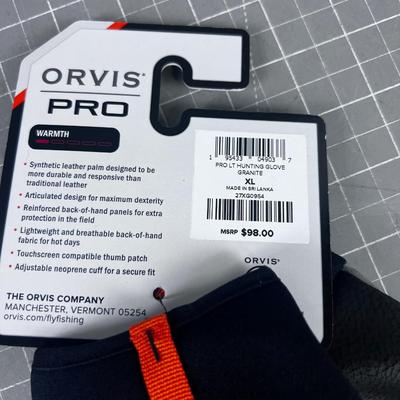 ORVIS®
PRO
WARMTH
• Synthetic leather palm designed to be
more durable and responsive than
traditional leather
• Articulated design for maximum dexterity
• Reinforced back-of-hand panels for extra
protection in the field
• Lightweight and breathable back-of-hand
fabric for hot days
• Touchscreen compatible thumb patch
• Adjustable neoprene cuff for a secure fit
THE ORVIS COMPANY
MANCHESTER, VERMONT 05254
orvis.com/flyfishing
1 95433 04903 7
PRO LT HUNTING GLOVE
GRANITE
XL
MADE IN SRI LANKA
27XG0954
MSRP $98.00
ORVIS